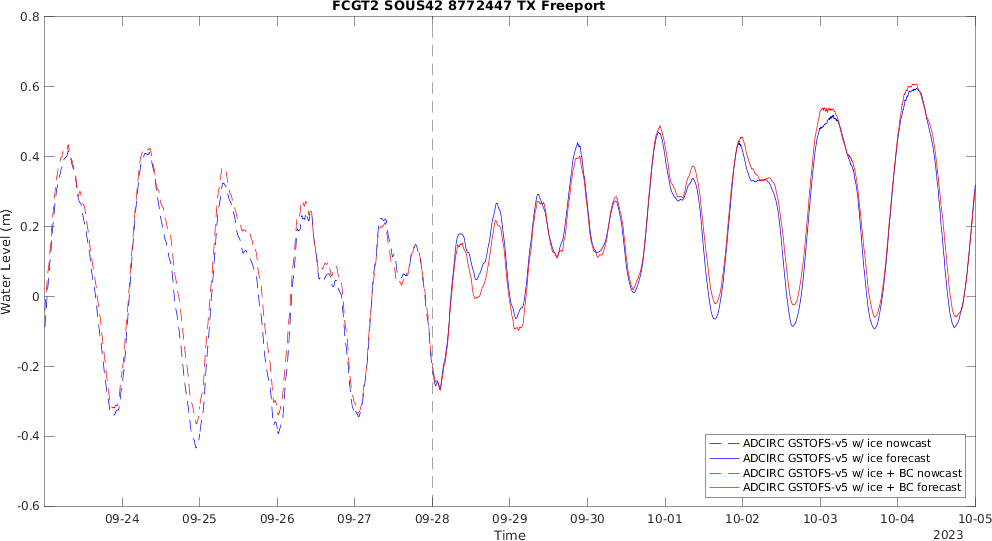 FCGT2 SOUS42 8772447 TX Freeport
0.8
0.6
0.4
0.2
0
-0.2
-0.4
-0.6
Water Level (m)
ADCIRC GSTOFS-v5 w/ ice nowcast
ADCIRC GSTOFS-v5 w/ ice forecast
ADCIRC GSTOFS-v5 w/ ice + BC nowcast
ADCIRC GSTOFS-v5 w/ ice + BC forecast
09-24 09-25 09-26 09-27 09-28 09-29 09-30 10-01 10-02 10-03 10-04 10-05
Time
2023